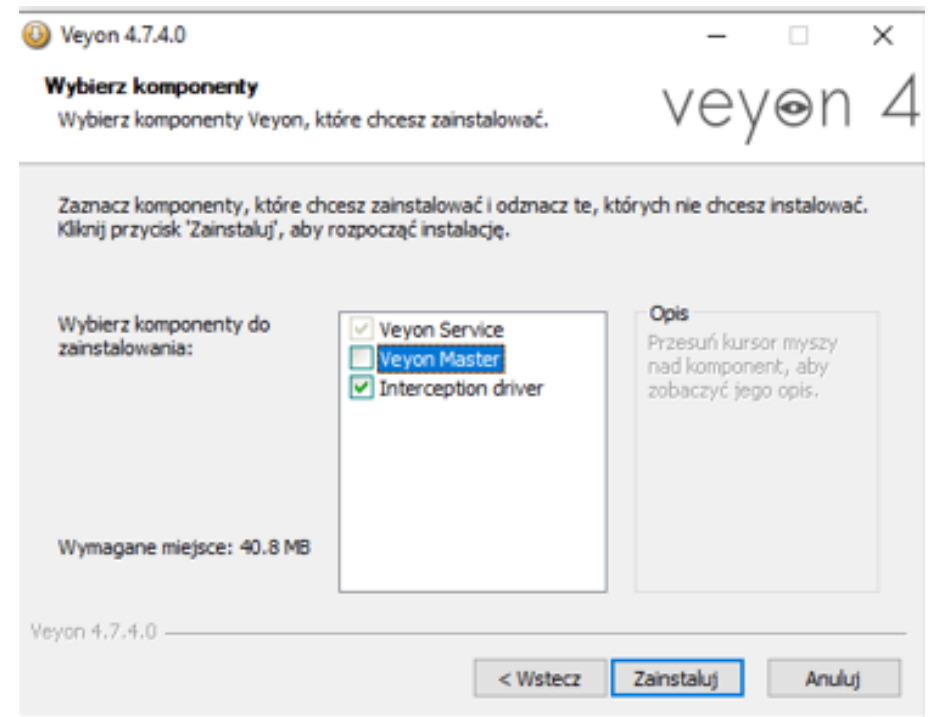 Veyon 4.7.4.0
Wybierz komponenty
Wybierz komponenty Veyon, które chcesz zainstalować.
veyon 4
Zaznacz komponenty, które chcesz zainstalować i odznacz te, których nie chcesz instalować.
Kliknij przycisk 'Zainstaluj', aby rozpocząć instalację.
Wybierz komponenty do
zainstalowania:
Veyon Service
Veyon Master
Interception driver
Opis
Przesuń kursor myszy
nad komponent, aby
zobaczyć jego opis.
Wymagane miejsce: 40.8 MB
Veyon 4.7.4.0
< Wstecz
Zainstaluj
Anuluj